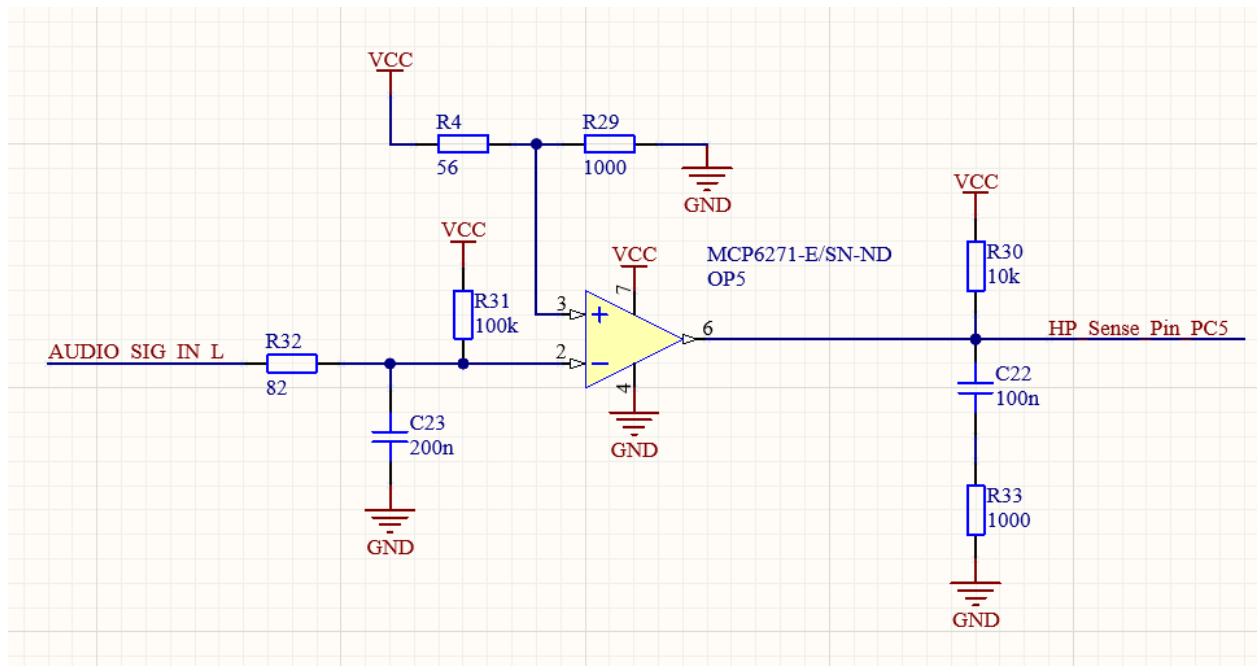 VCC
R4
R29
56
1000
GND
VCC
VCC
VCC
MCP6271-E/SN-ND
OP5
7
R30
10k
R31
100k
3
+
6
HP_Sense_Pin_PC5
AUDIO_SIG_IN_L
R32
82
2
−
4
C22
100n
C23
200n
GND
R33
1000
GND
GND